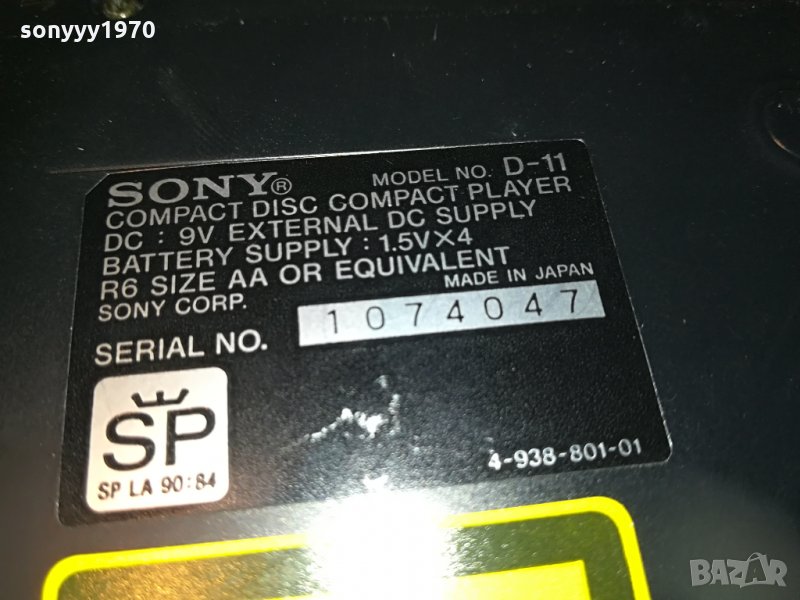 sonyyy1970
SONY® MODEL NO. D-11
COMPACT DISC COMPACT PLAYER
DC : 9V EXTERNAL DC SUPPLY
BATTERY SUPPLY : 1.5V×4
R6 SIZE AA OR EQUIVALENT
SONY CORP. MADE IN JAPAN
SERIAL NO. 1074047
SP
SP LA 90:84
4-938-801-01
BAZAR